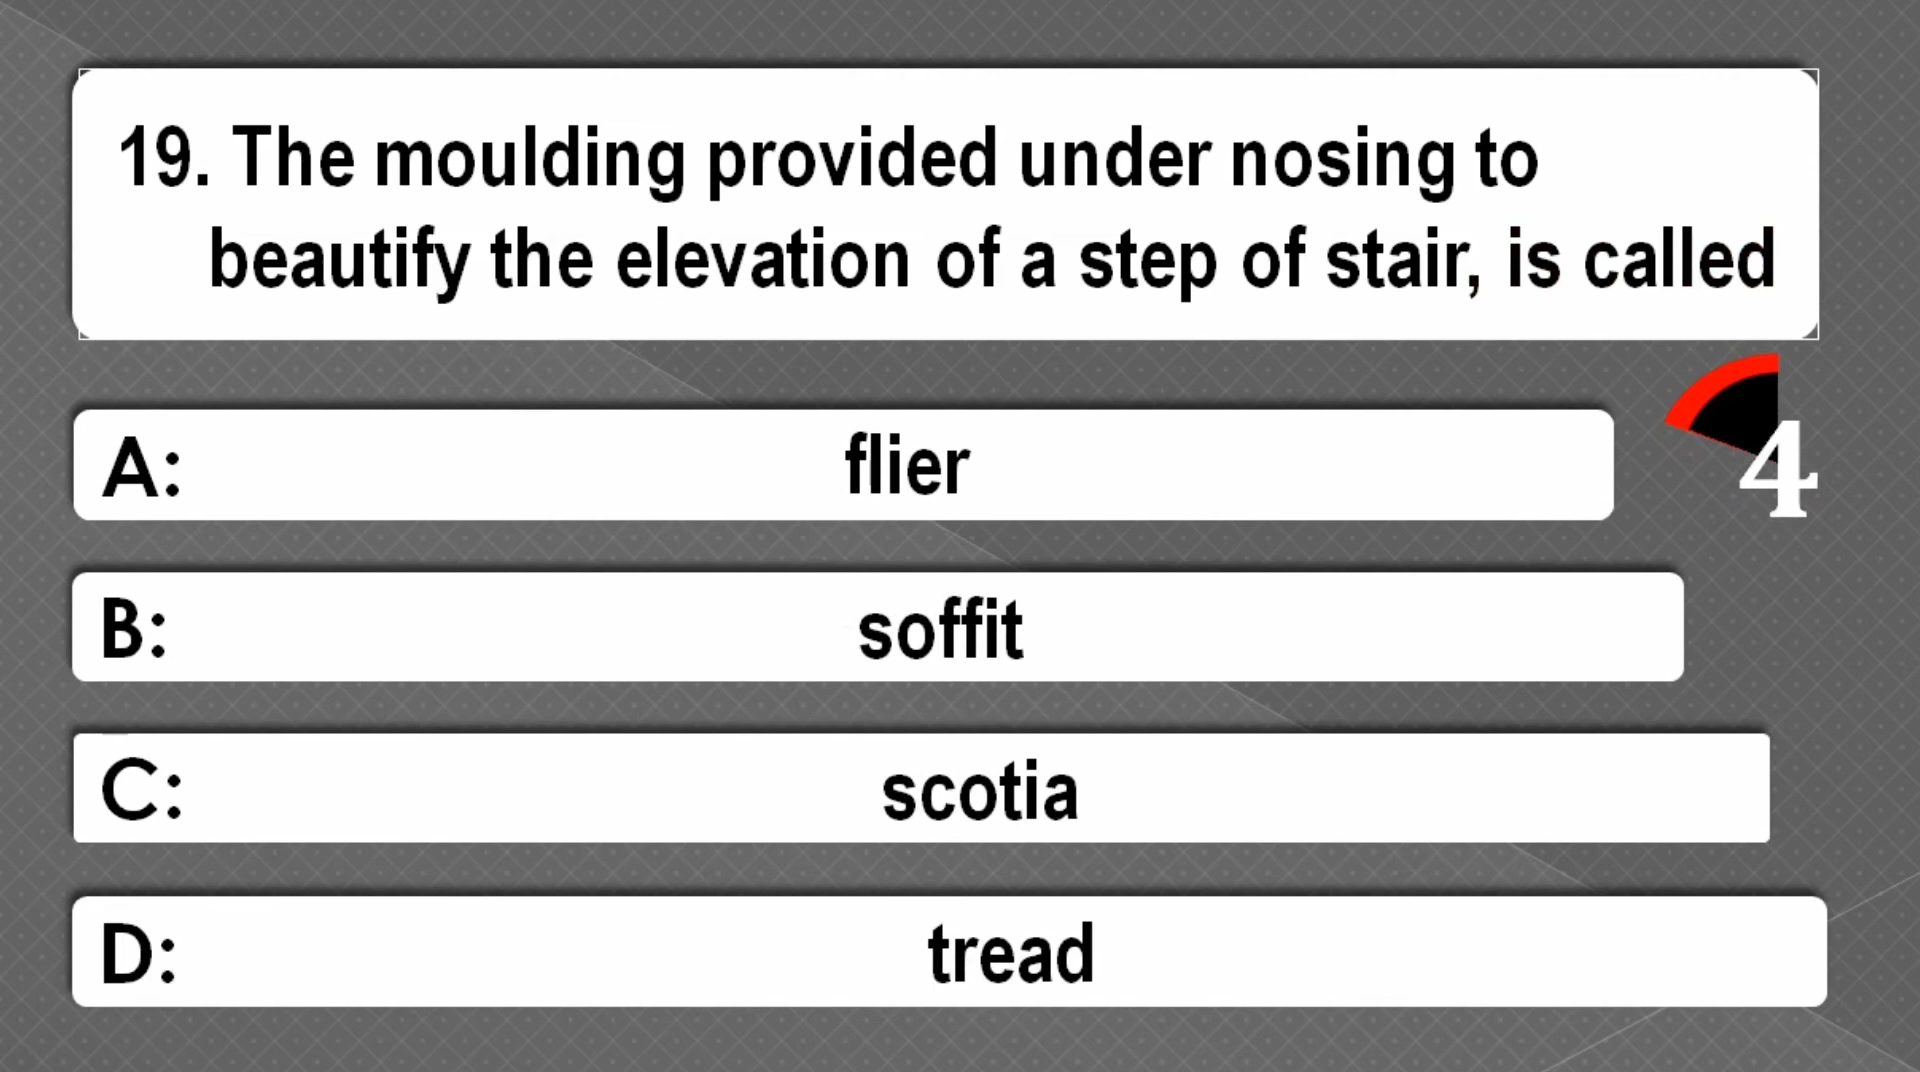 19. The moulding provided under nosing to
beautify the elevation of a step of stair, is called
A: flier
4
B: soffit
C: scotia
D: tread